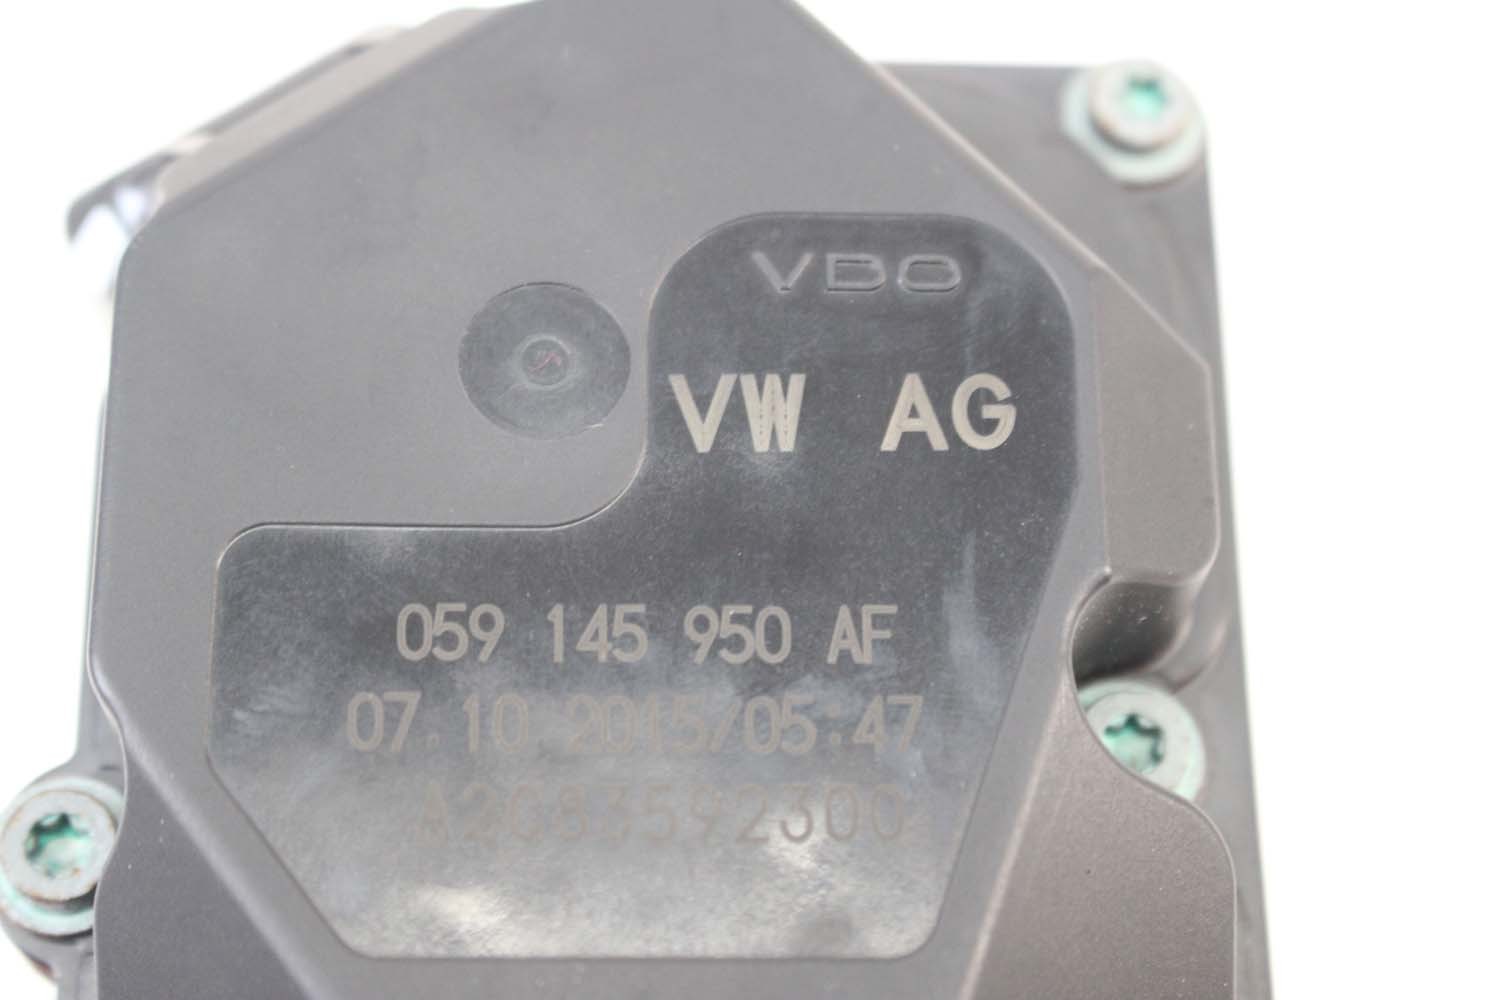 VDO
VW AG
059 145 950 AF
07.10.2015/05:47
A2C83592300